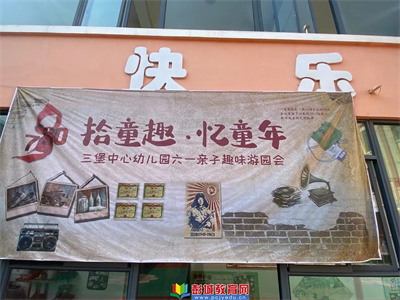 快乐
80 拾童趣·忆童年
三堡中心幼儿园六一亲子趣味游园会
彭城教育网
www.pcjyedu.cn